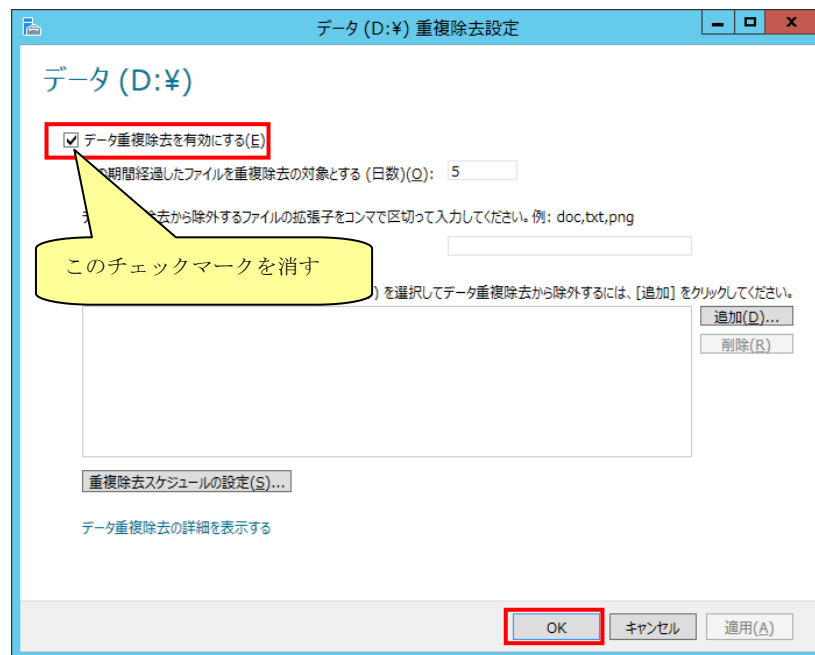 データ (D:¥) 重複除去設定
データ (D:¥)
データ重複除去を有効にする(E)
期間経過したファイルを重複除去の対象とする (日数)(O): 5
去から除外するファイルの拡張子をコンマで区切って入力してください。例: doc,txt,png
このチェックマークを消す
) を選択してデータ重複除去から除外するには、[追加] をクリックしてください。
追加(D)...
削除(R)
重複除去スケジュールの設定(S)...
データ重複除去の詳細を表示する
OK キャンセル 適用(A)